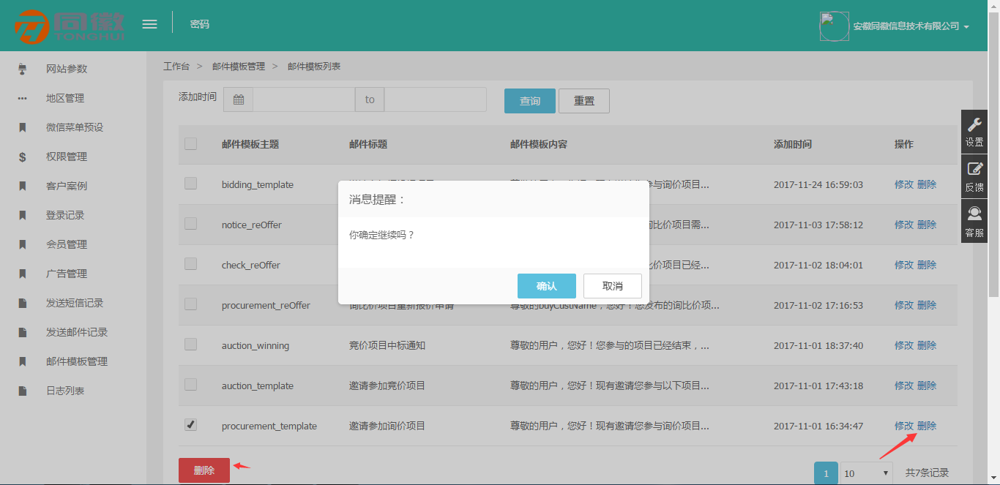 同徽
TONGHUI
密码
安徽同徽信息技术有限公司
网站参数
地区管理
微信菜单预设
权限管理
客户案例
登录记录
会员管理
广告管理
发送短信记录
发送邮件记录
邮件模板管理
日志列表
工作台 > 邮件模板管理 > 邮件模板列表
添加时间 to 查询 重置
邮件模板主题 邮件标题 邮件模板内容 添加时间 操作
bidding_template 参与询价项目... 2017-11-24 16:59:03 修改 删除
notice_reOffer 比价项目需... 2017-11-03 17:58:12 修改 删除
check_reOffer 价项目已经... 2017-11-02 18:04:01 修改 删除
procurement_reOffer 询比价项目重新报价申请 尊敬的buyCustName，您好！您发布的询比价项... 2017-11-02 17:16:53 修改 删除
auction_winning 竞价项目中标通知 尊敬的用户，您好！您参与的项目已经结束，... 2017-11-01 18:37:40 修改 删除
auction_template 邀请参加竞价项目 尊敬的用户，您好！现有邀请您参与以下项目... 2017-11-01 17:43:18 修改 删除
procurement_template 邀请参加询价项目 尊敬的用户，您好！现有邀请您参与询价项目... 2017-11-01 16:34:47 修改 删除
删除 1 10 共7条记录
消息提醒：
你确定继续吗？
确认 取消
设置
反馈
客服